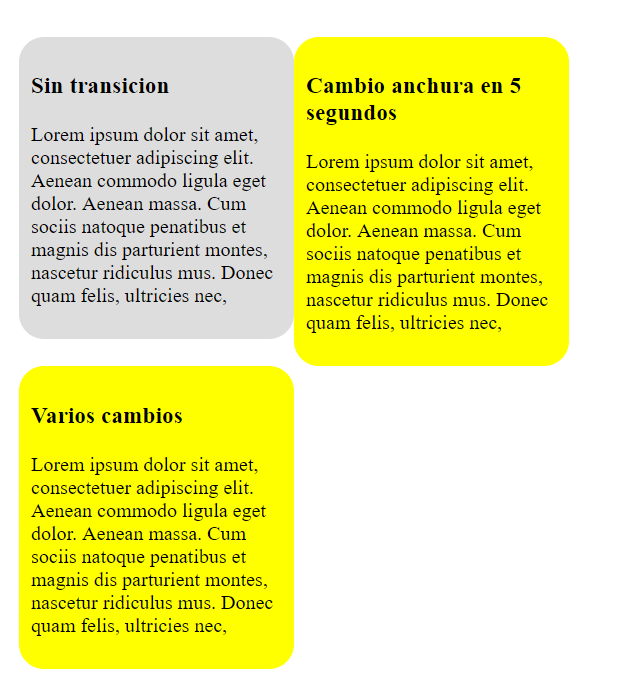 Sin transicion
Lorem ipsum dolor sit amet,
consectetuer adipiscing elit.
Aenean commodo ligula eget
dolor. Aenean massa. Cum
sociis natoque penatibus et
magnis dis parturient montes,
nascetur ridiculus mus. Donec
quam felis, ultricies nec,
Cambio anchura en 5
segundos
Lorem ipsum dolor sit amet,
consectetuer adipiscing elit.
Aenean commodo ligula eget
dolor. Aenean massa. Cum
sociis natoque penatibus et
magnis dis parturient montes,
nascetur ridiculus mus. Donec
quam felis, ultricies nec,
Varios cambios
Lorem ipsum dolor sit amet,
consectetuer adipiscing elit.
Aenean commodo ligula eget
dolor. Aenean massa. Cum
sociis natoque penatibus et
magnis dis parturient montes,
nascetur ridiculus mus. Donec
quam felis, ultricies nec,